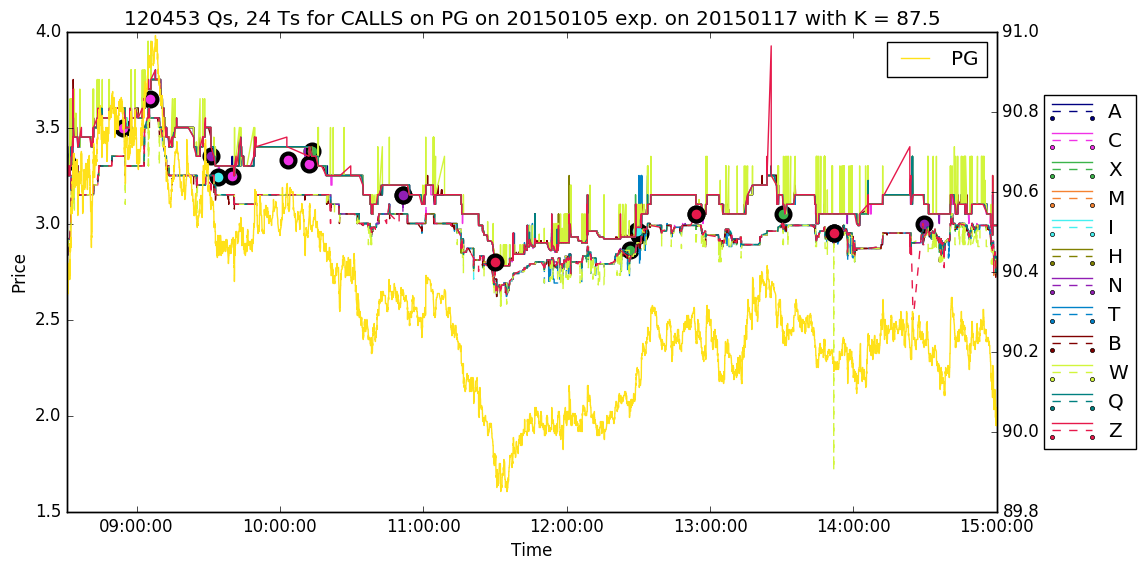 120453 Qs, 24 Ts for CALLS on PG on 20150105 exp. on 20150117 with K = 87.5
4.0
3.5
3.0
2.5
2.0
1.5
Price
91.0
90.8
90.6
90.4
90.2
90.0
89.8
PG
A
C
X
M
I
H
N
T
B
W
Q
Z
09:00:00 10:00:00 11:00:00 12:00:00 13:00:00 14:00:00 15:00:00
Time